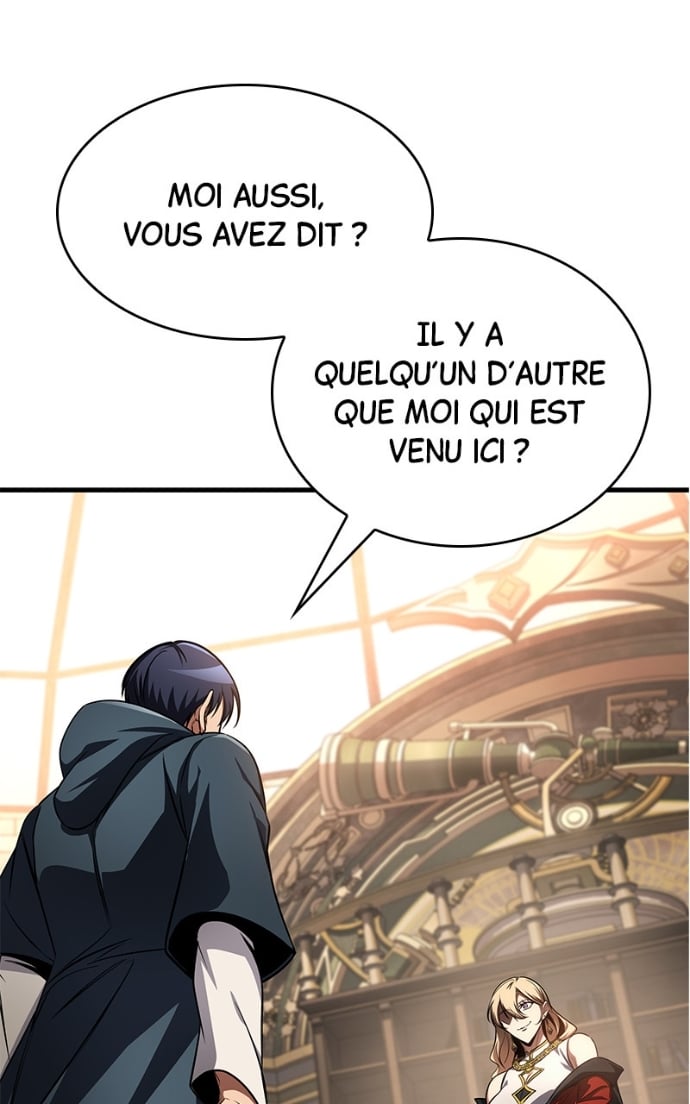 MOI AUSSI,
VOUS AVEZ DIT ?
IL Y A
QUELQU'UN D'AUTRE
QUE MOI QUI EST
VENU ICI ?